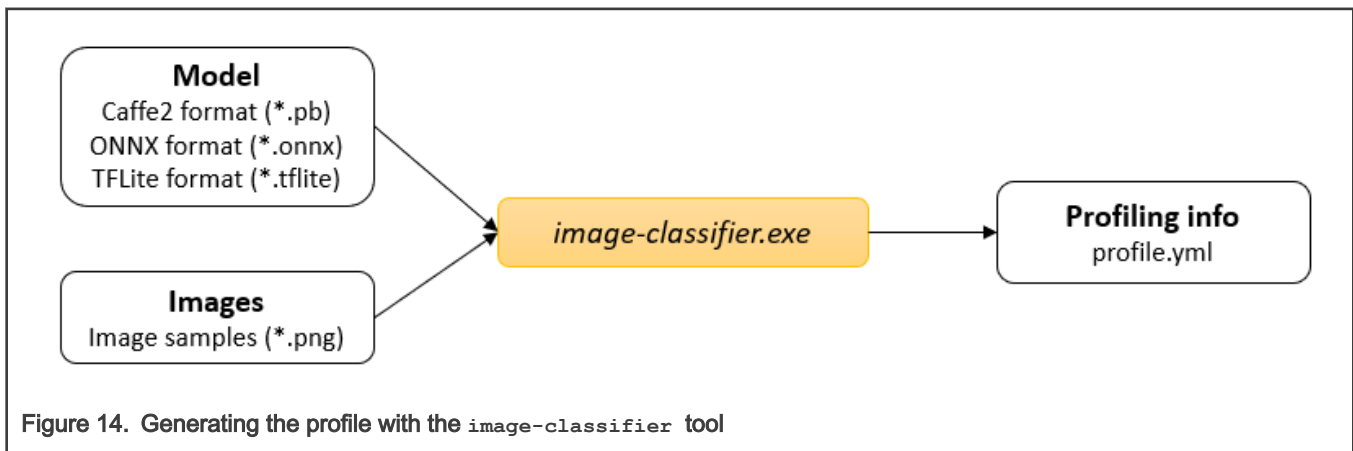 Model
Caffe2 format (*.pb)
ONNX format (*.onnx)
TFLite format (*.tflite)
Images
Image samples (*.png)
image-classifier.exe
Profiling info
profile.yml
Figure 14. Generating the profile with the image-classifier tool